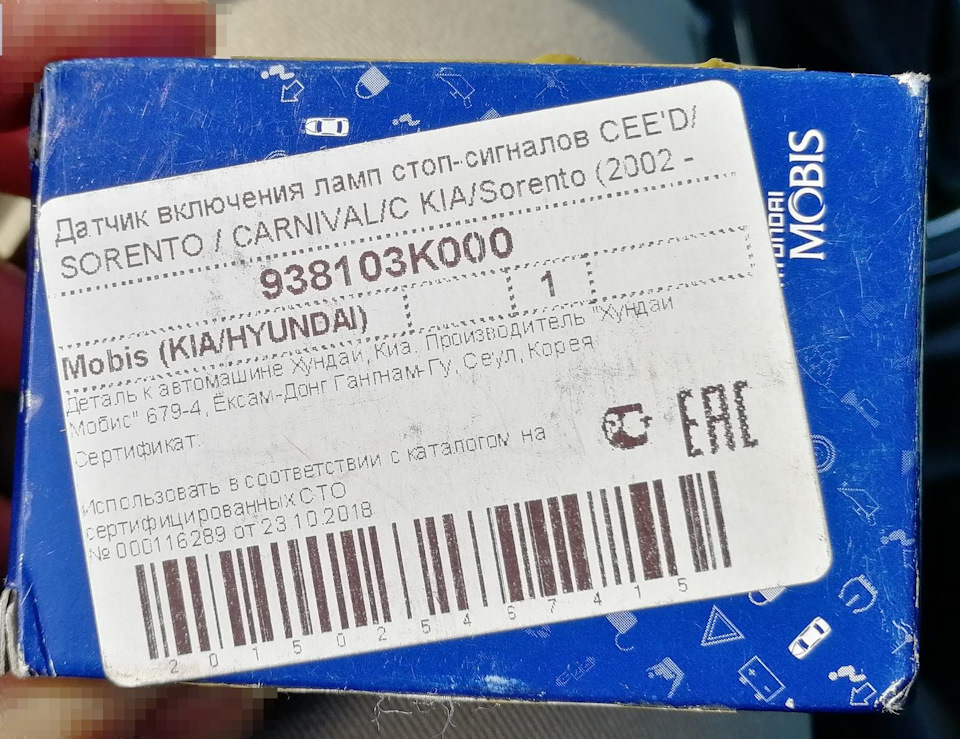 Датчик включения ламп стоп-сигналов CEE'D/
SORENTO / CARNIVAL/C KIA/Sorento (2002 -
938103K000
Mobis (KIA/HYUNDAI)
1
Деталь к автомашине Хундаи, Киа. Производитель "Хундаи
Мобис" 679-4, Ёксам-Донг Гангнам-Гу, Сеул, Корея
Сертификат:
Использовать в соответствии с каталогом на
сертифицированных СТО
№ 000116289 от 23.10.2018
EAC
2015025467415
HYUNDAI
MOBIS